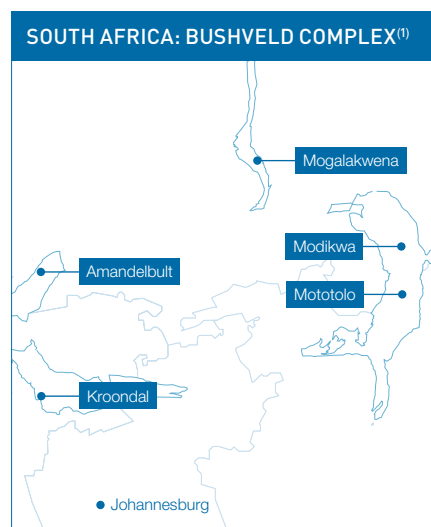 SOUTH AFRICA: BUSHVELD COMPLEX(1)
Mogalakwena
Modikwa
Amandelbult
Mototolo
Kroondal
Johannesburg